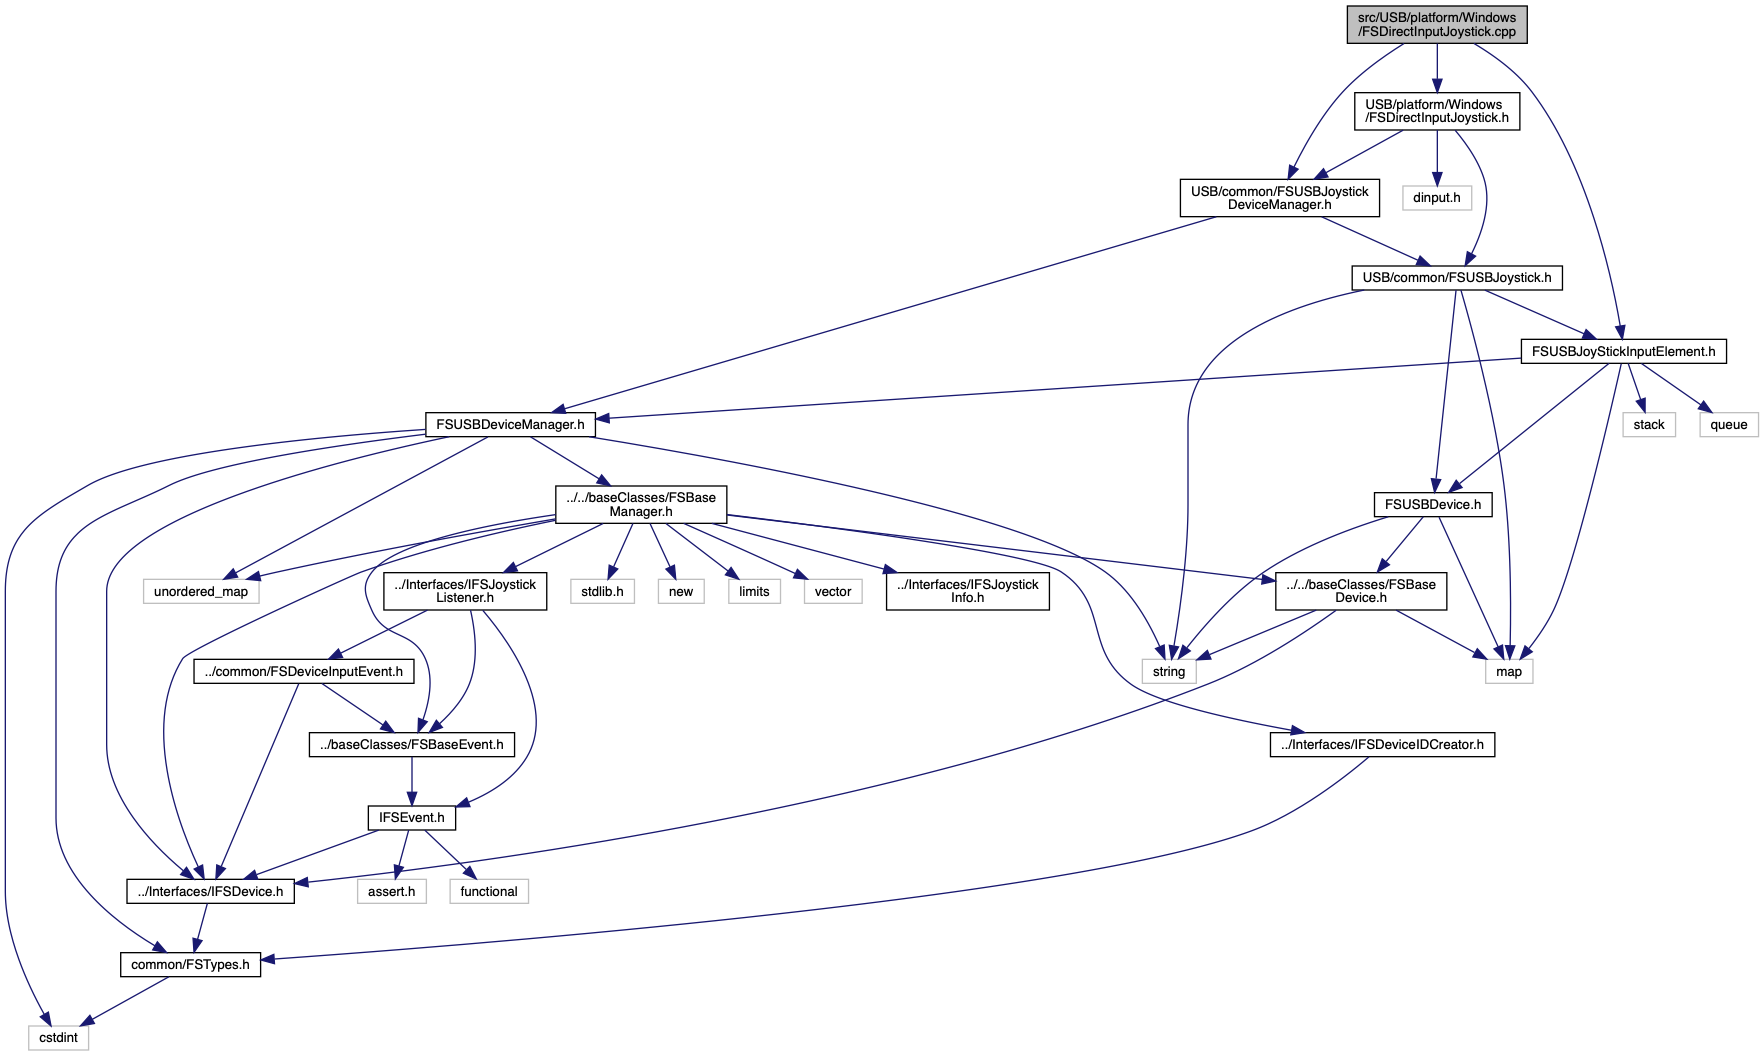 src/USB/platform/Windows
/FSDirectInputJoystick.cpp
USB/platform/Windows
/FSDirectInputJoystick.h
USB/common/FSUSBJoystick
DeviceManager.h
dinput.h
USB/common/FSUSBJoystick.h
FSUSBJoyStickInputElement.h
FSUSBDeviceManager.h
stack
queue
../../baseClasses/FSBase
Manager.h
FSUSBDevice.h
unordered_map
../Interfaces/IFSJoystick
Listener.h
stdlib.h
new
limits
vector
../Interfaces/IFSJoystick
Info.h
../../baseClasses/FSBase
Device.h
../common/FSDeviceInputEvent.h
string
map
../baseClasses/FSBaseEvent.h
../Interfaces/IFSDeviceIDCreator.h
IFSEvent.h
../Interfaces/IFSDevice.h
assert.h
functional
common/FSTypes.h
cstdint